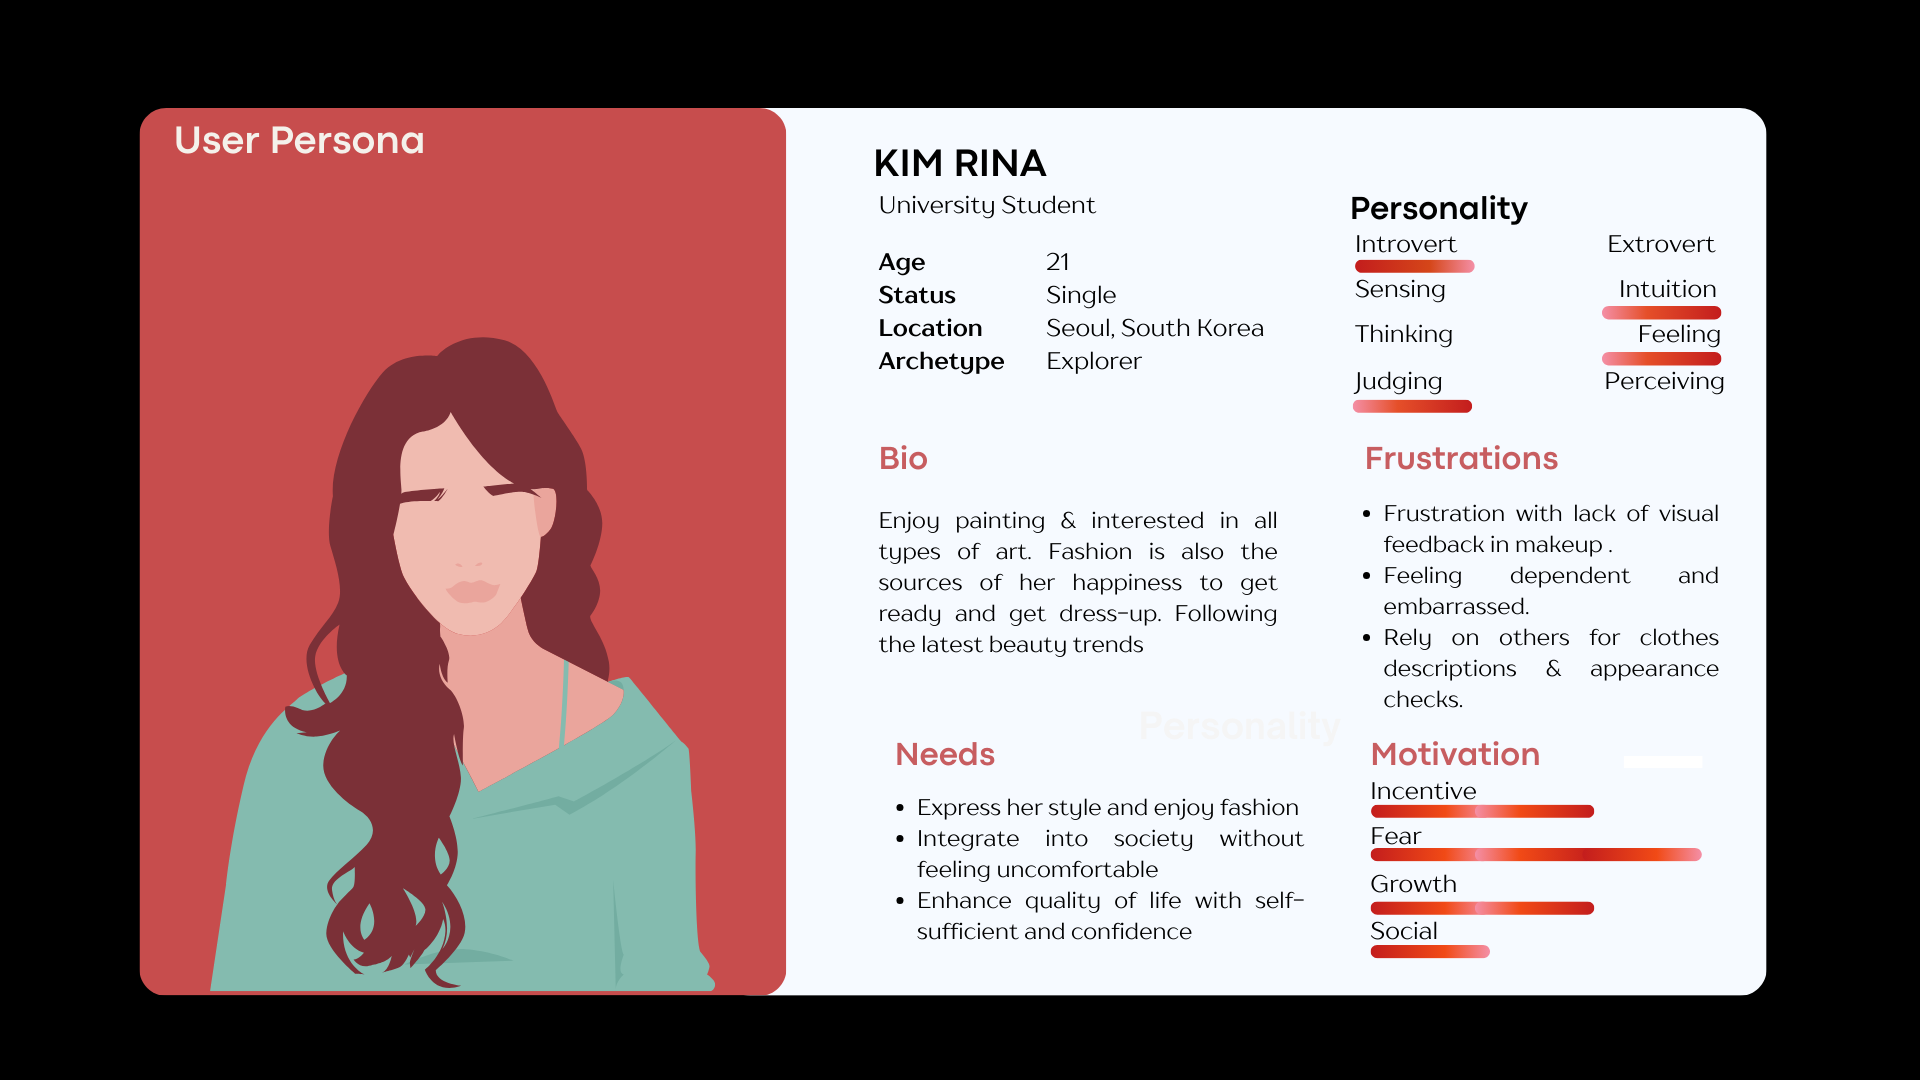 User Persona
KIM RINA
University Student
Age 21
Status Single
Location Seoul, South Korea
Archetype Explorer
Personality
Introvert Extrovert
Sensing Intuition
Thinking Feeling
Judging Perceiving
Bio
Enjoy painting & interested in all
types of art. Fashion is also the
sources of her happiness to get
ready and get dress-up. Following
the latest beauty trends
Frustrations
• Frustration with lack of visual
feedback in makeup .
• Feeling dependent and
embarrassed.
• Rely on others for clothes
descriptions & appearance
checks.
Personality
Needs
• Express her style and enjoy fashion
• Integrate into society without
feeling uncomfortable
• Enhance quality of life with self-
sufficient and confidence
Motivation
Incentive
Fear
Growth
Social